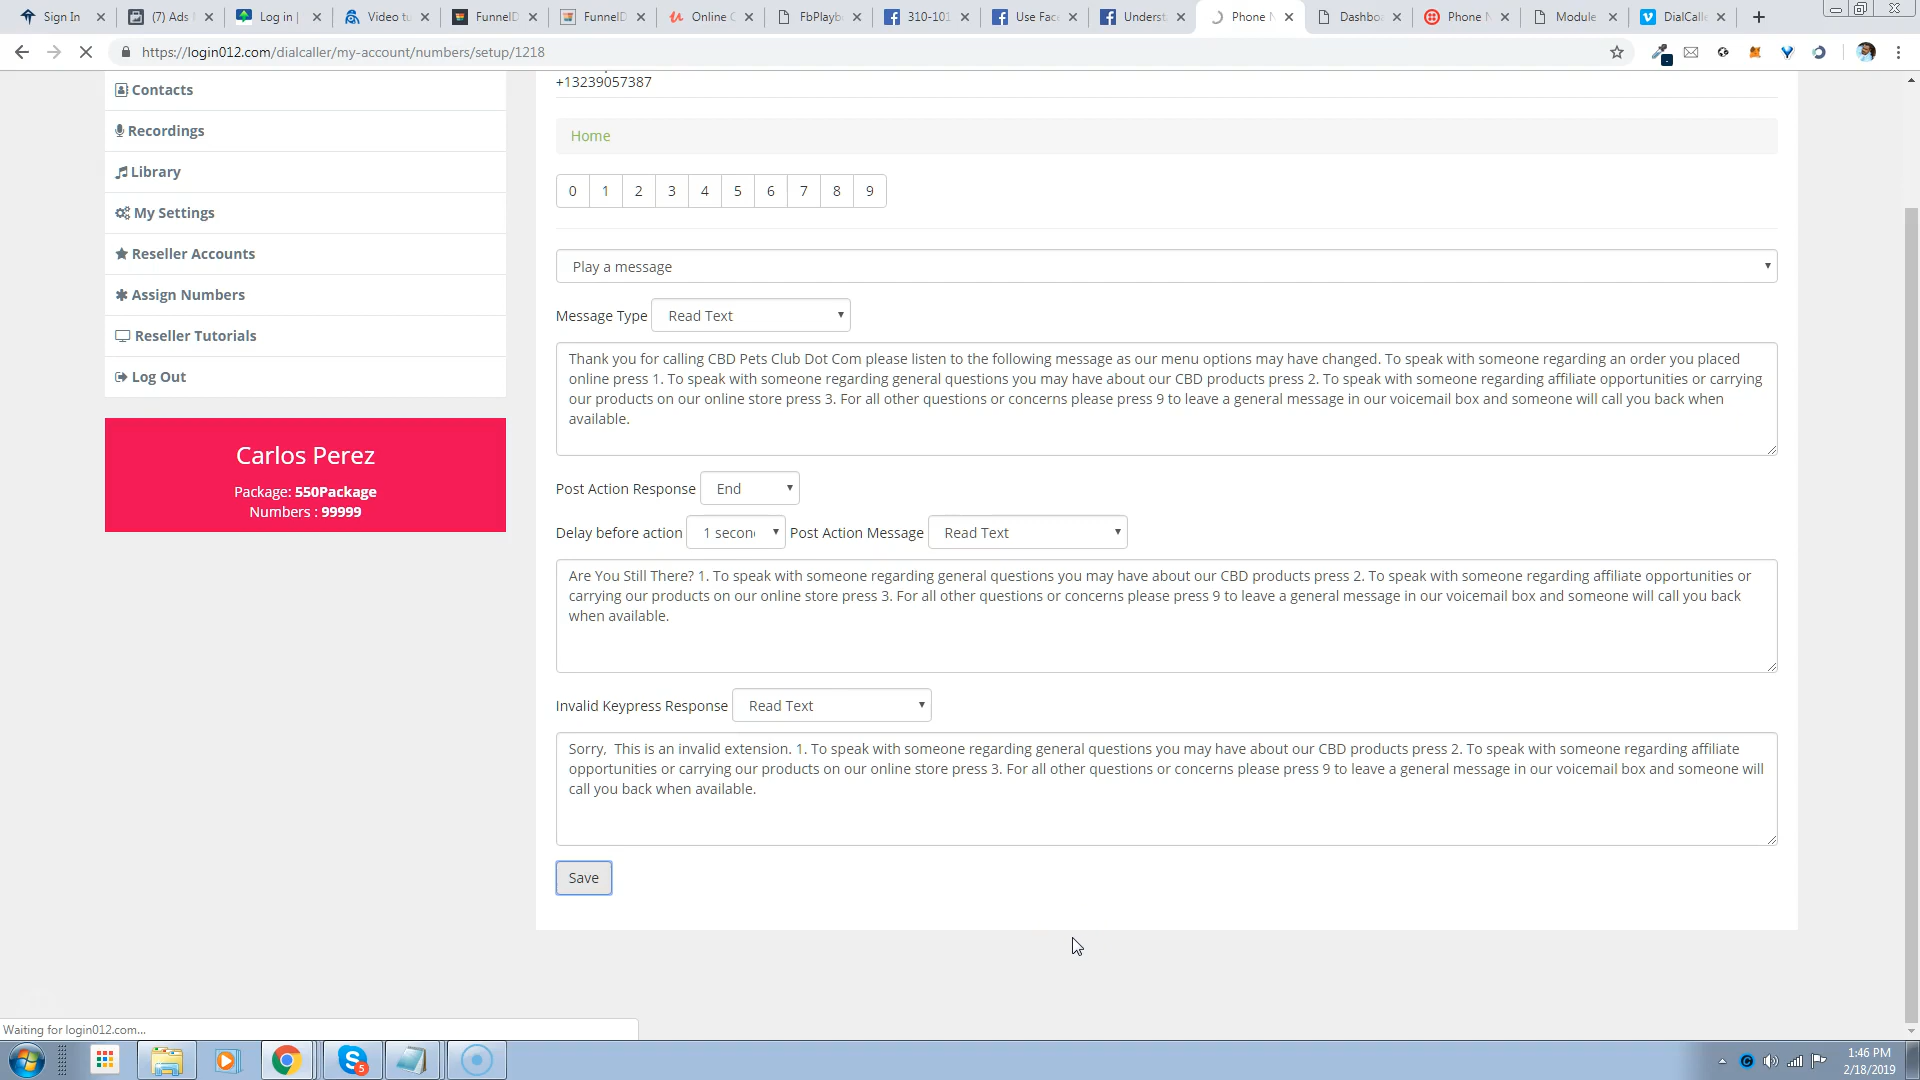 Sign In
(7) Ads
Log in |
Video tu
FunnelD
FunnelD
Online C
FbPlayb
310-101
Use Fac
Underst
Phone N
Dashbo
Phone N
Module
DialCall
https://login012.com/dialcaller/my-account/numbers/setup/1218
Contacts
Recordings
Library
My Settings
Reseller Accounts
Assign Numbers
Reseller Tutorials
Log Out
Carlos Perez
Package: 550Package
Numbers : 99999
+13239057387
Home
0 1 2 3 4 5 6 7 8 9
Play a message
Message Type Read Text
Thank you for calling CBD Pets Club Dot Com please listen to the following message as our menu options may have changed. To speak with someone regarding an order you placed
online press 1. To speak with someone regarding general questions you may have about our CBD products press 2. To speak with someone regarding affiliate opportunities or carrying
our products on our online store press 3. For all other questions or concerns please press 9 to leave a general message in our voicemail box and someone will call you back when
available.
Post Action Response End
Delay before action 1 secon Post Action Message Read Text
Are You Still There? 1. To speak with someone regarding general questions you may have about our CBD products press 2. To speak with someone regarding affiliate opportunities or
carrying our products on our online store press 3. For all other questions or concerns please press 9 to leave a general message in our voicemail box and someone will call you back
when available.
Invalid Keypress Response Read Text
Sorry,  This is an invalid extension. 1. To speak with someone regarding general questions you may have about our CBD products press 2. To speak with someone regarding affiliate
opportunities or carrying our products on our online store press 3. For all other questions or concerns please press 9 to leave a general message in our voicemail box and someone will
call you back when available.
Save
Waiting for login012.com...
5
1:46 PM
2/18/2019